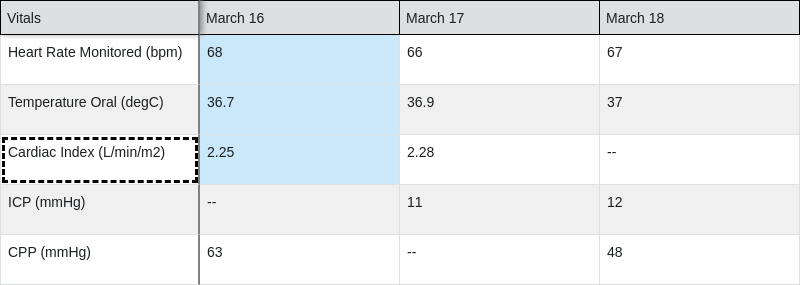 Vitals March 16 March 17 March 18
Heart Rate Monitored (bpm) 68 66 67
Temperature Oral (degC) 36.7 36.9 37
Cardiac Index (L/min/m2) 2.25 2.28 --
ICP (mmHg) -- 11 12
CPP (mmHg) 63 -- 48